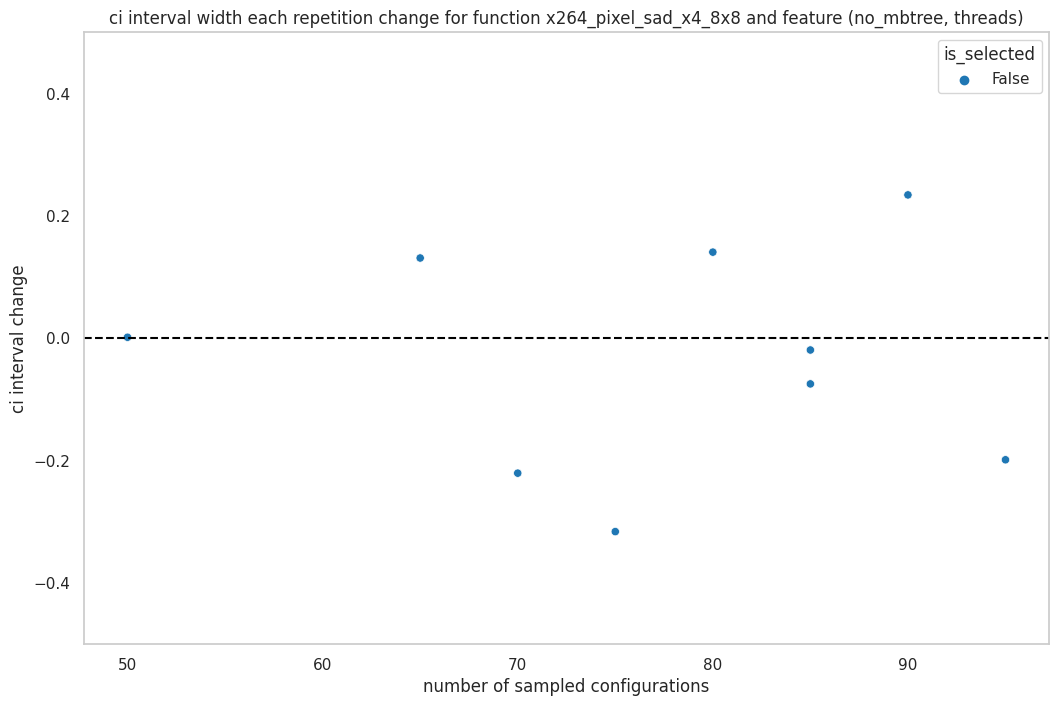 ci interval width each repetition change for function x264_pixel_sad_x4_8x8 and feature (no_mbtree, threads)
is_selected
False
0.4
0.2
0.0
−0.2
−0.4
ci interval change
50
60
70
80
90
number of sampled configurations